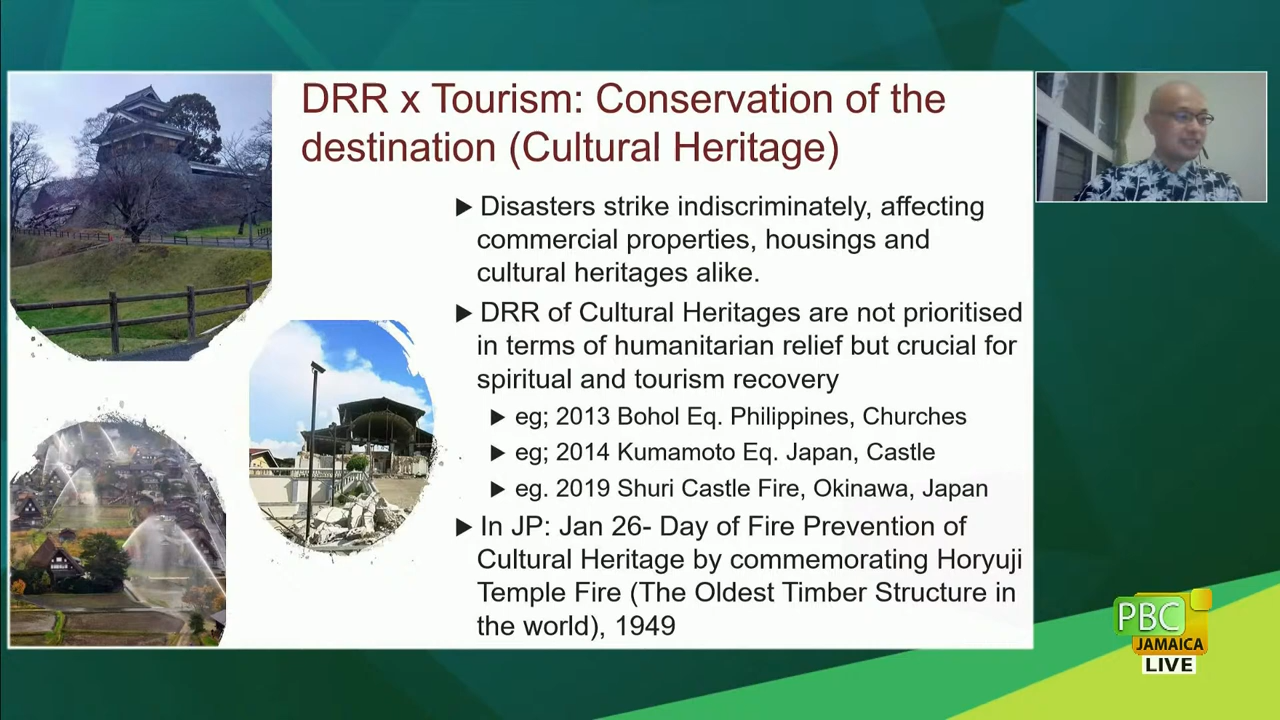 DRR x Tourism: Conservation of the
destination (Cultural Heritage)
▶ Disasters strike indiscriminately, affecting
commercial properties, housings and
cultural heritages alike.
▶ DRR of Cultural Heritages are not prioritised
in terms of humanitarian relief but crucial for
spiritual and tourism recovery
▶ eg; 2013 Bohol Eq. Philippines, Churches
▶ eg; 2014 Kumamoto Eq. Japan, Castle
▶ eg. 2019 Shuri Castle Fire, Okinawa, Japan
▶ In JP: Jan 26- Day of Fire Prevention of
Cultural Heritage by commemorating Horyuji
Temple Fire (The Oldest Timber Structure in
the world), 1949
PBC
JAMAICA
LIVE